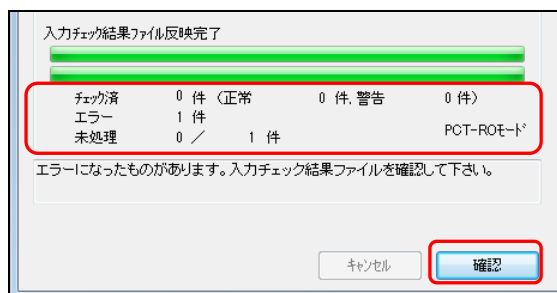 入力ﾁｪｯｸ結果ﾌｧｲﾙ反映完了
ﾁｪｯｸ済 0 件 (正常 0 件, 警告 0 件)
エラー 1 件
未処理 0 / 1 件 PCT-ROﾓｰﾄﾞ
エラーになったものがあります。入力チェック結果ファイルを確認して下さい。
ｷｬﾝｾﾙ 確認